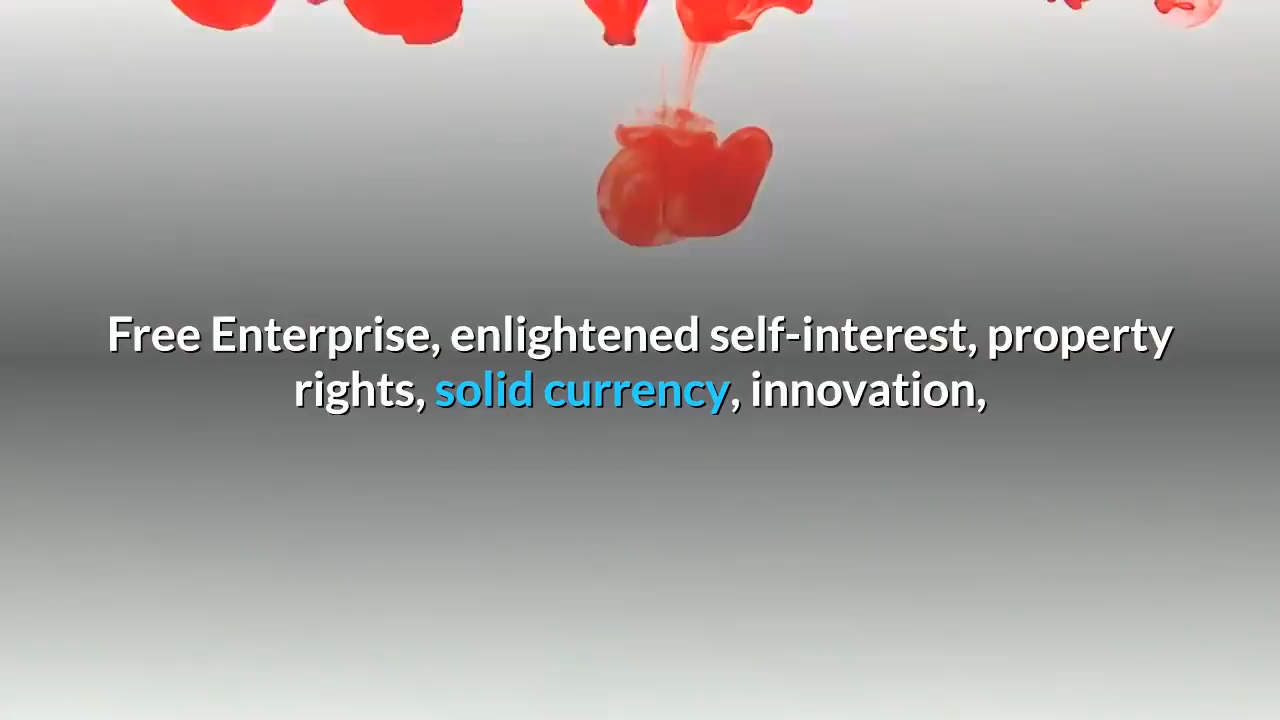 Free Enterprise, enlightened self-interest, property
rights, solid currency, innovation,